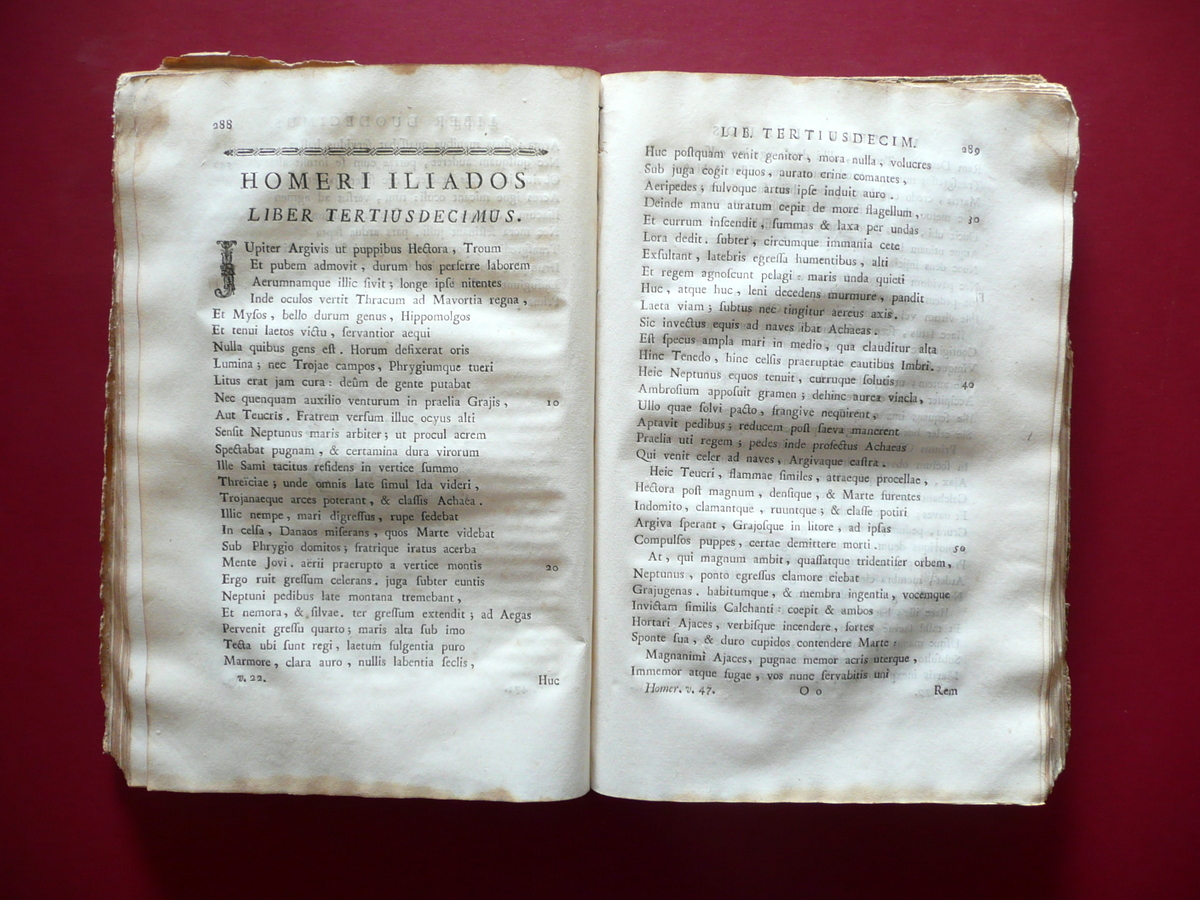 288
HOMERI ILIADOS
LIBER TERTIUSDECIMUS.
JUpiter Argivis ut puppibus Hectora, Troum
Et pubem admovit, durum hos perferre laborem
Aerumnamque illic sivit; longe ipse nitentes
Inde oculos vertit Thracum ad Mavortia regna,
Et Mysos, bello durum genus, Hippomolgos
Et tenui laetos victu, servantior aequi
Nulla quibus gens est. Horum defixerat oris
Lumina; nec Trojae campos, Phrygiumque tueri
Litus erat jam cura: deûm de gente putabat
Nec quenquam auxilio venturum in praelia Grajis, 10
Aut Teucris. Fratrem versum illuc ocyus alti
Sensit Neptunus maris arbiter; ut procul aerem
Spectabat pugnam, & certamina dura virorum
Ille Sami tacitus residens in vertice summo
Threïciae; unde omnis late simul Ida videri,
Trojanaeque arces poterant, & classis Achaea.
Illic nempe, mari digressus, rupe sedebat
In celsa, Danaos miserans, quos Marte videbat
Sub Phrygio domitos; fratrique iratus acerba
Mente Jovi. aerii praerupto a vertice montis 20
Ergo ruit gressum celerans. juga subter euntis
Neptuni pedibus late montana tremebant,
Et nemora, & silvae. ter gressum extendit; ad Aegas
Pervenit gressu quarto; maris alta sub imo
Tecta ubi sunt regi, laetum fulgentia puro
Marmore, clara auro, nullis labentia seclis,
v. 22. Huc
LIB. TERTIUSDECIM. 289
Huc postquam venit genitor, mora nulla, volucres
Sub juga cogit equos, aurato crine comantes,
Aeripedes; fulvoque artus ipse induit auro.
Deinde manu auratum cepit de more flagellum, 30
Et currum inscendit, summas & laxa per undas
Lora dedit. subter, circumque immania cete
Exsultant, latebris egressa humentibus, alti
Et regem agnoscunt pelagi: maris unda quieti
Huc, atque huc, leni decedens murmure, pandit
Laeta viam; subtus nec tingitur aereus axis.
Sic invectus equis ad naves ibat Achaeas.
Est specus ampla mari in medio, qua clauditur alta
Hinc Tenedo, hinc celsis praeruptae cautibus Imbri.
Heic Neptunus equos tenuit, curruque solutis 40
Ambrosium apposuit gramen; dehinc aurea vincla,
Ullo quae solvi pacto, frangive nequirent,
Aptavit pedibus; reducem post saeva manerent
Praelia uti regem; pedes inde profectus Achaeas
Qui venit celer ad naves, Argivaque castra.
Heic Teucri, flammae similes, atraeque procellae,
Hectora post magnum, densique, & Marte furentes
Indomito, clamantque, ruuntque; & classe potiri
Argiva sperant, Grajosque in litore, ad ipsas
Compulsos puppes, certae demittere morti. 50
At, qui magnum ambit, quassatque tridentifer orbem,
Neptunus, ponto egressus clamore ciebat
Grajugenas. habitumque, & membra ingentia, vocemque
Invictam similis Calchanti: coepit & ambos
Hortari Ajaces, verbisque incendere, fortes
Sponte sua, & duro cupidos contendere Marte:
Magnanimi Ajaces, pugnae memor acris uterque,
Immemor atque fugae, vos nunc servabitis uni
Homer. v. 47. O o Rem